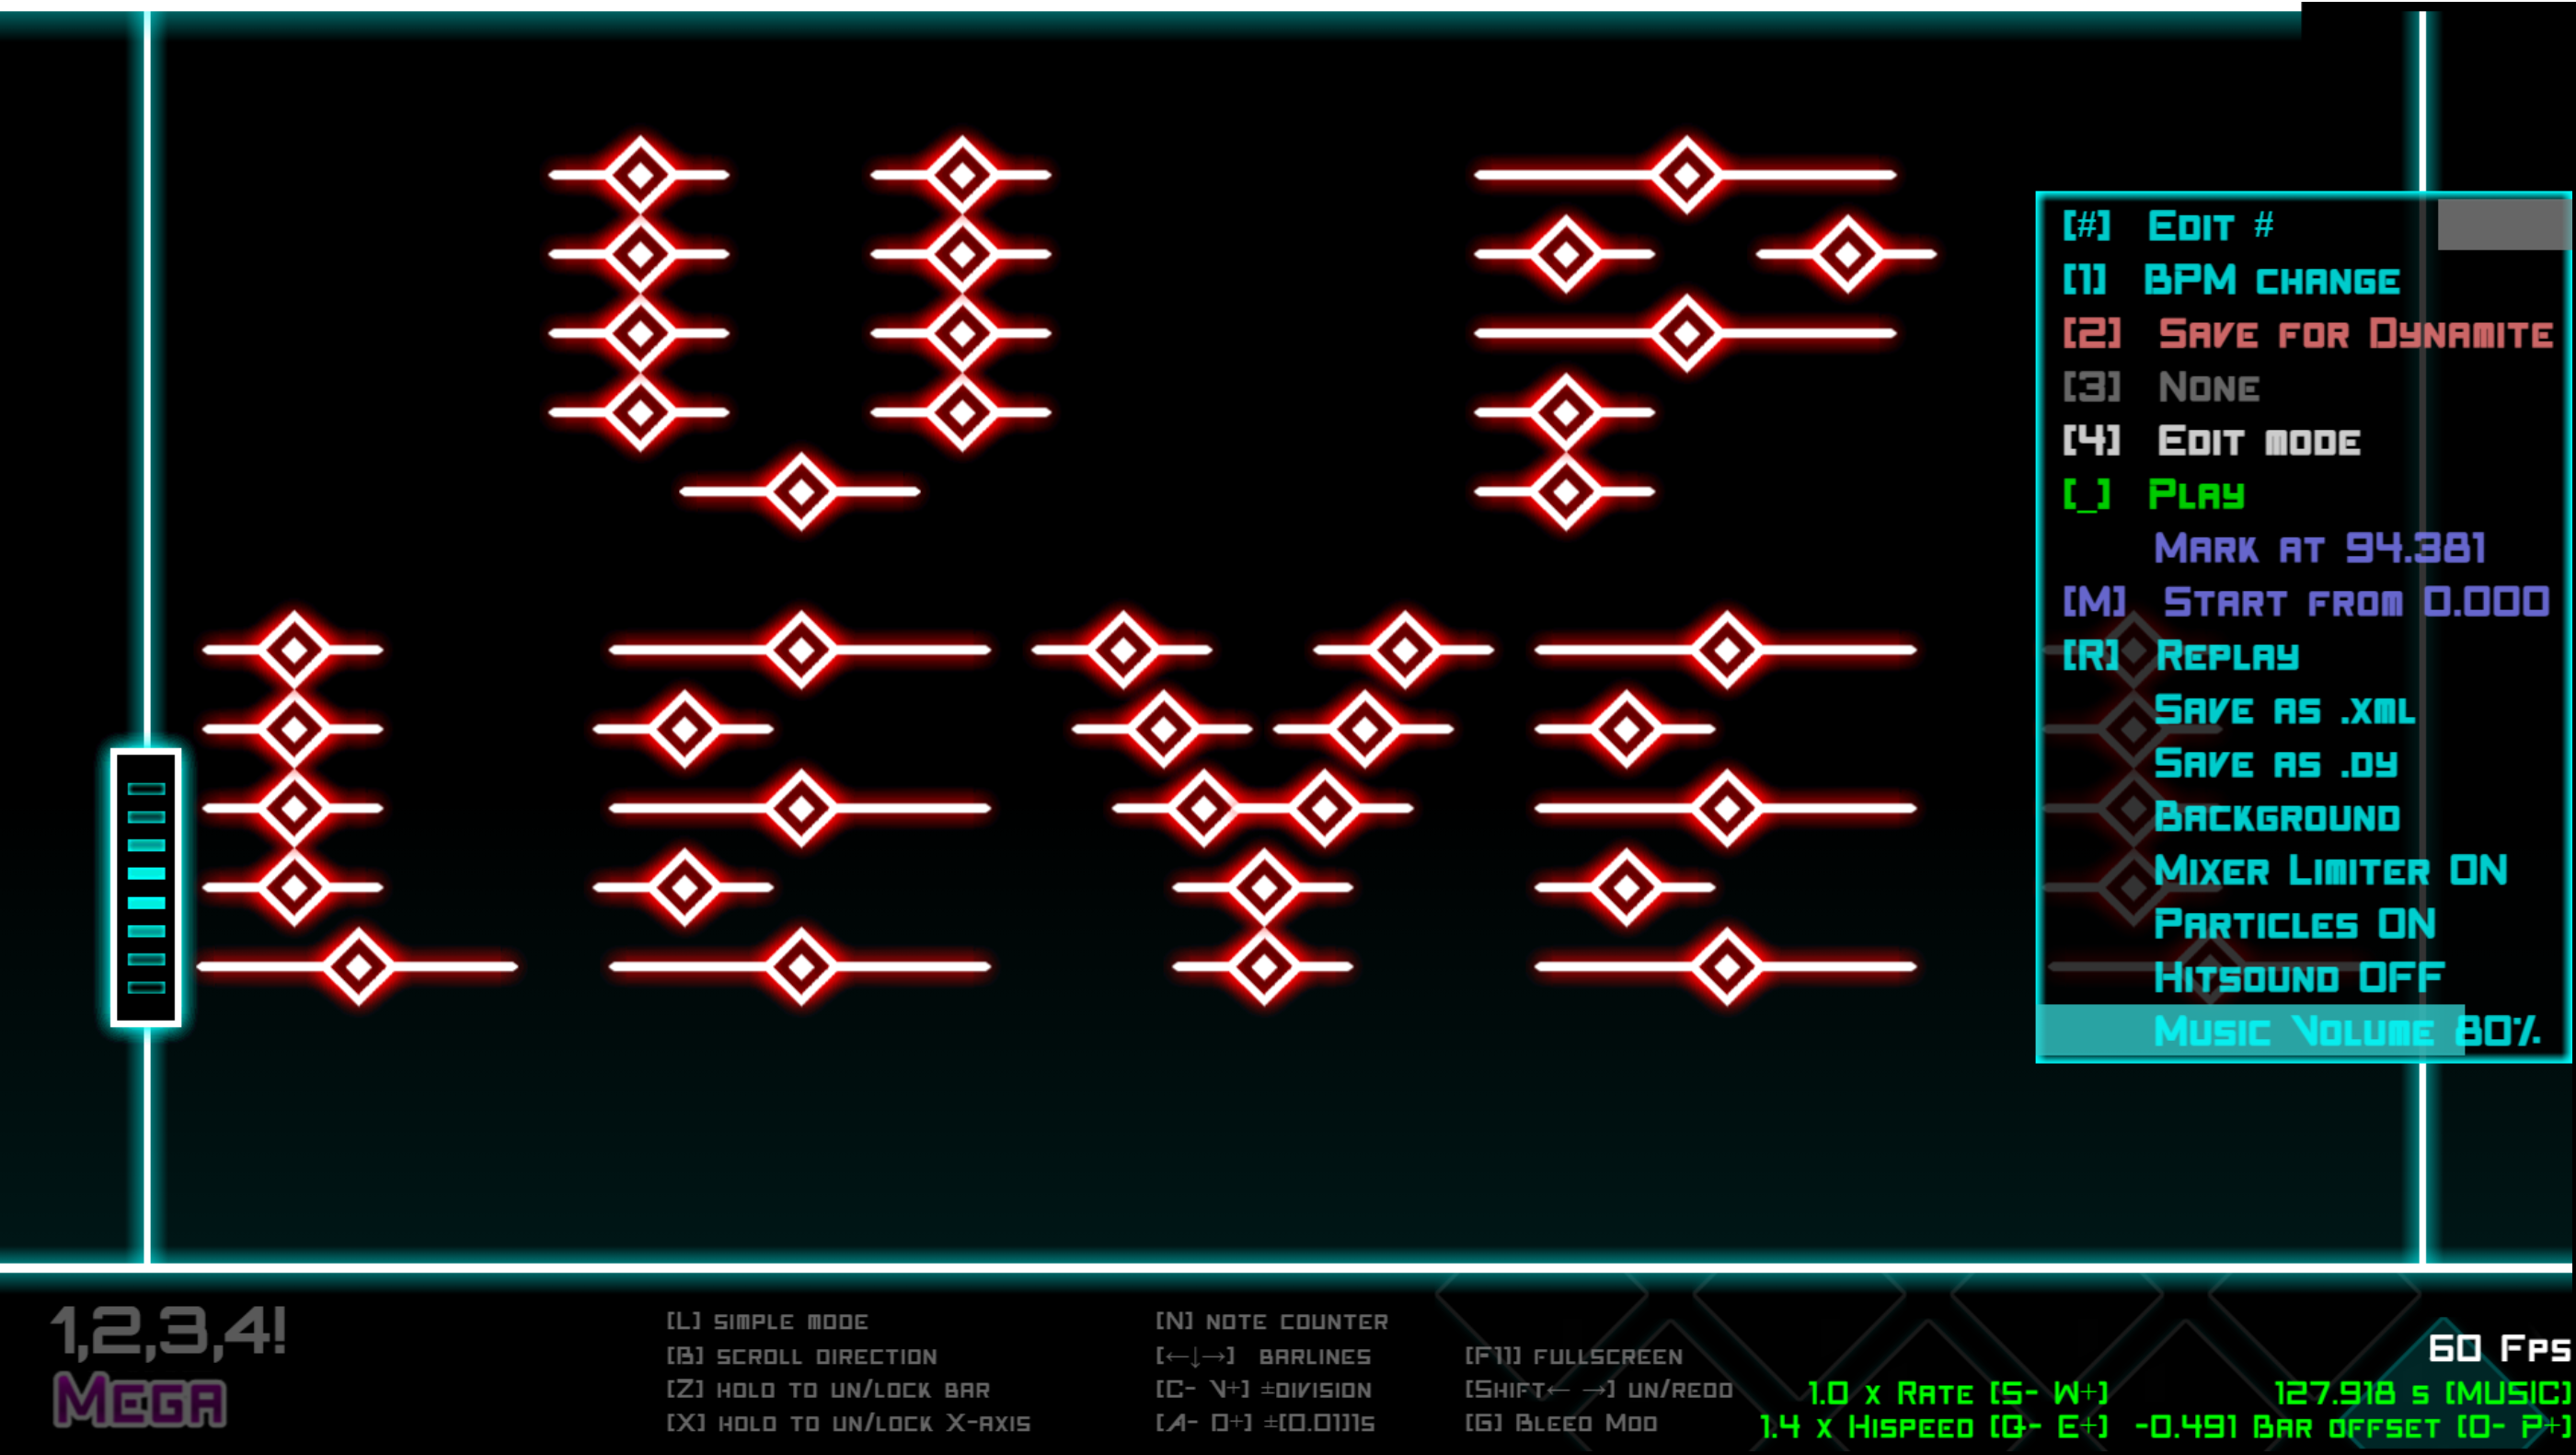 UP
LEVEL
[#] Edit #
[1] BPM change
[2] Save for Dynamite
[3] None
[4] Edit mode
[_] Play
Mark at 94.381
[M] Start from 0.000
[R] Replay
Save as .xml
Save as .dy
Background
Mixer Limiter ON
Particles ON
Hitsound OFF
Music Volume 80%
1,2,3,4!
Mega
[L] simple mode
[B] scroll direction
[Z] hold to un/lock bar
[X] hold to un/lock X-axis
[N] note counter
[←↓→] barlines
[C- V+] ±division
[A- D+] ±[0.01]1s
[F11] fullscreen
[Shift← →] un/redo
[G] Bleed Mod
60 Fps
1.0 x Rate [S- W+]
127.918 s [MUSIC]
1.4 x Hispeed [Q- E+]
-0.491 Bar offset [O- P+]